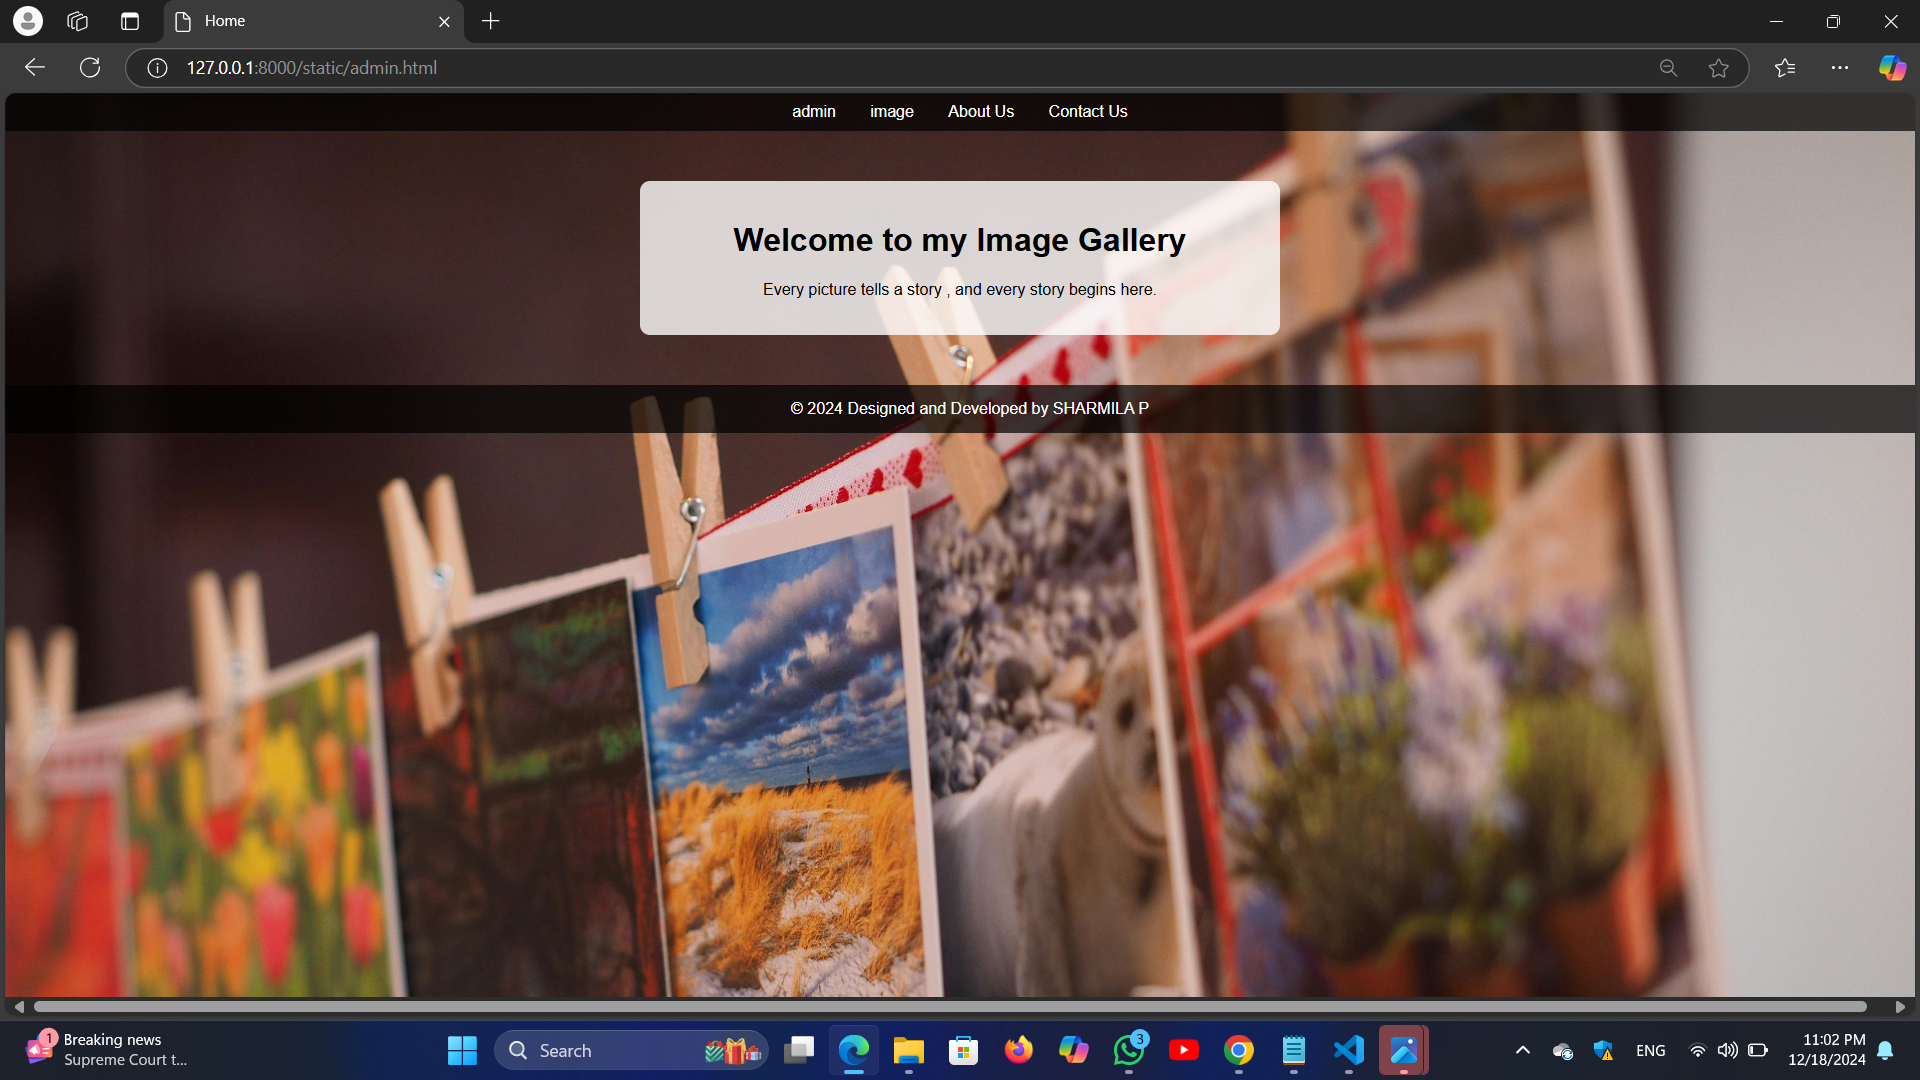 Home
127.0.0.1:8000/static/admin.html
admin image About Us Contact Us
Welcome to my Image Gallery
Every picture tells a story , and every story begins here.
© 2024 Designed and Developed by SHARMILA P
1
Breaking news
Supreme Court t...
Search
3
ENG
11:02 PM
12/18/2024